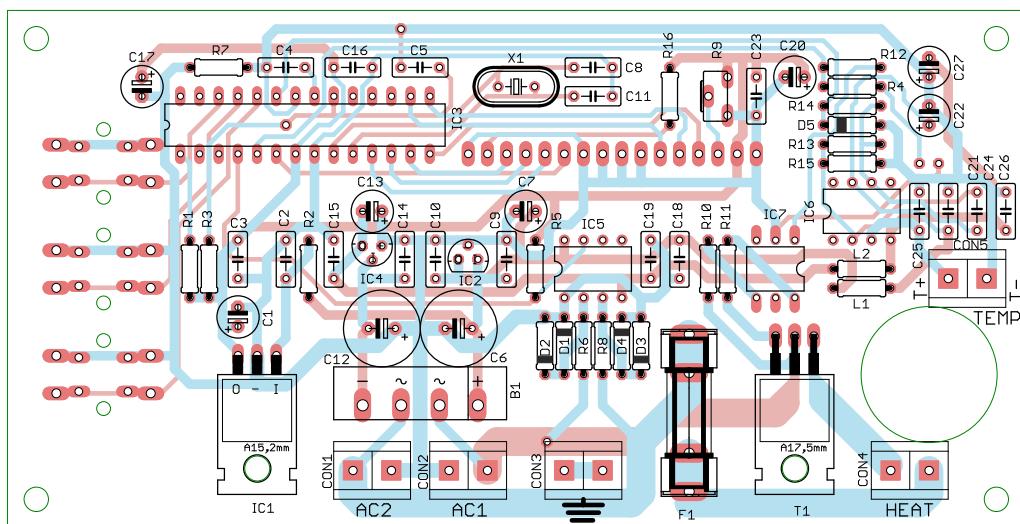 C17
R7
C4
C16
C5
X1
C8
C11
R16
R9
C23
C20
R12
R4
R14
D5
R13
R15
C27
C22
IC3
C21
C24
C26
C13
C7
R1
R3
C3
C2
R2
C15
C14
C10
C9
R5
IC5
C19
C18
R10
R11
IC7
IC6
IC4
IC2
L2
L1
C25
CON5
T+
T-
TEMP
C1
C12
C6
D2
D1
R6
R8
D4
D3
O - I
- ~ ~ +
B1
A15,2mm
A17,5mm
CON1
CON2
CON3
CON4
IC1
AC2
AC1
F1
T1
HEAT